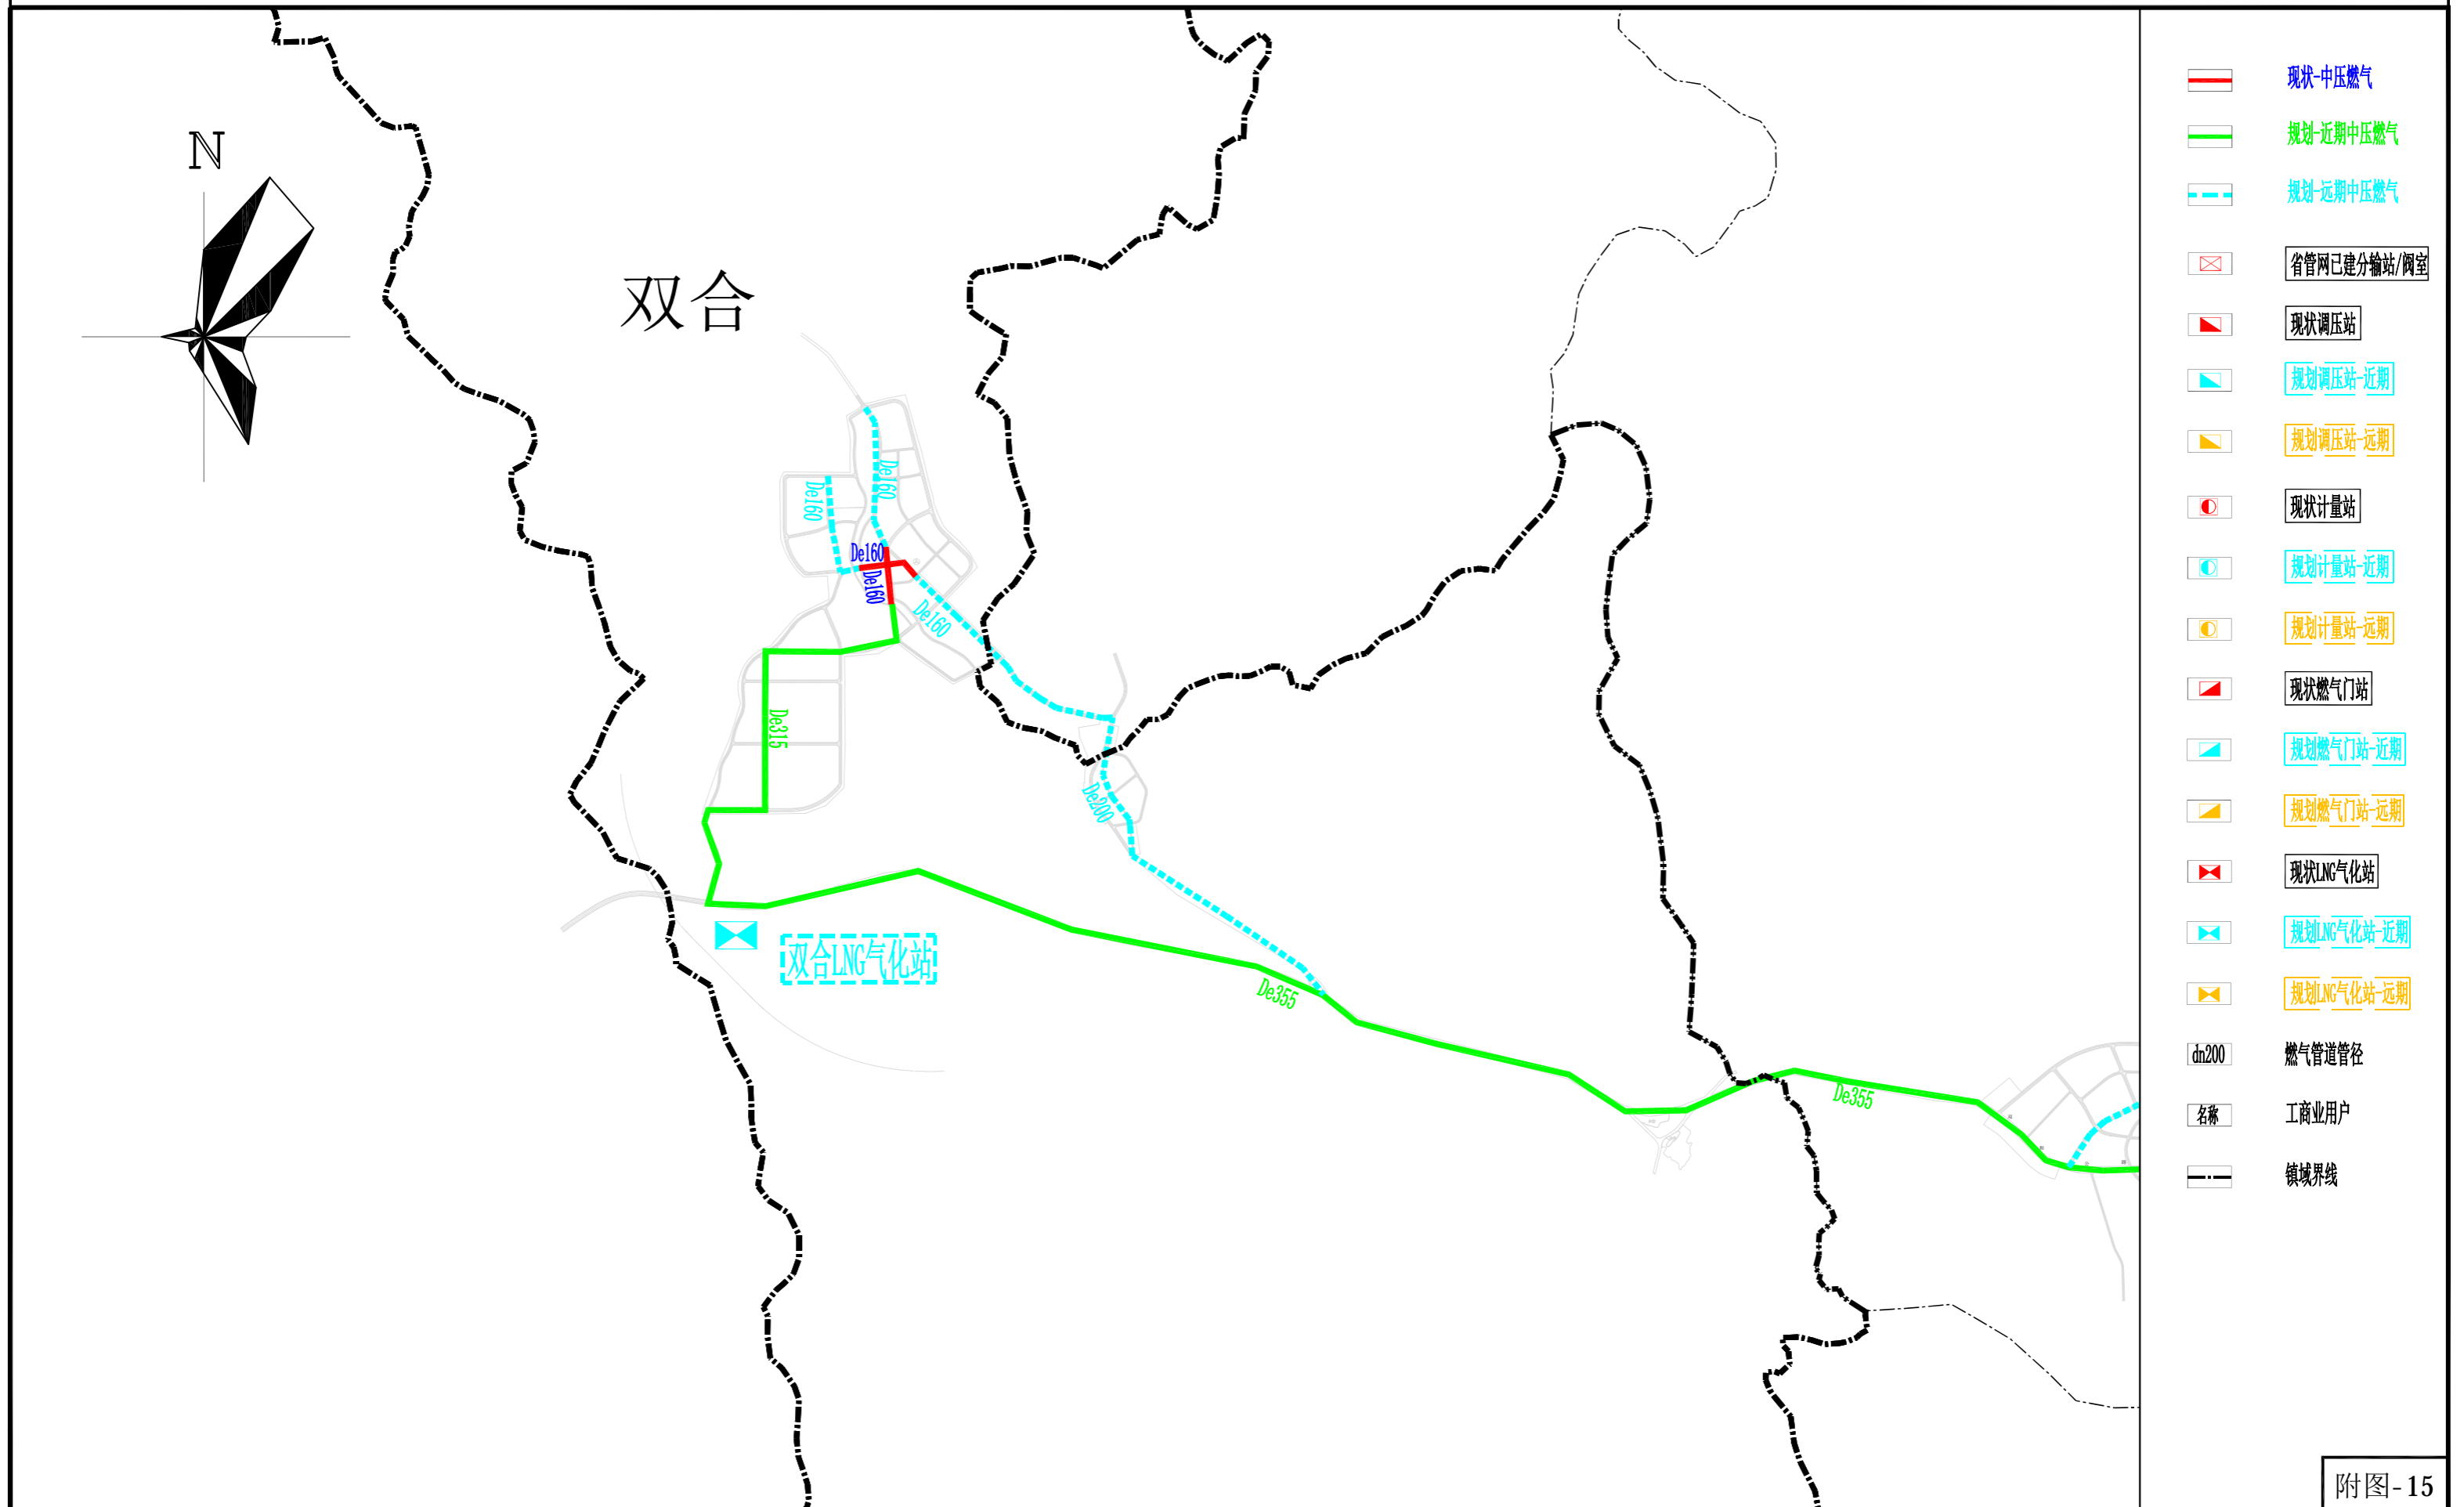 N
双合
De160
De160
De160
De160
De160
De315
De200
双合LNG气化站
De355
De355
现状-中压燃气
规划-近期中压燃气
规划-远期中压燃气
省管网已建分输站/阀室
现状调压站
规划调压站-近期
规划调压站-远期
现状计量站
规划计量站-近期
规划计量站-远期
现状燃气门站
规划燃气门站-近期
规划燃气门站-远期
现状LNG气化站
规划LNG气化站-近期
规划LNG气化站-远期
dn200 燃气管道管径
名称 工商业用户
镇域界线
附图-15